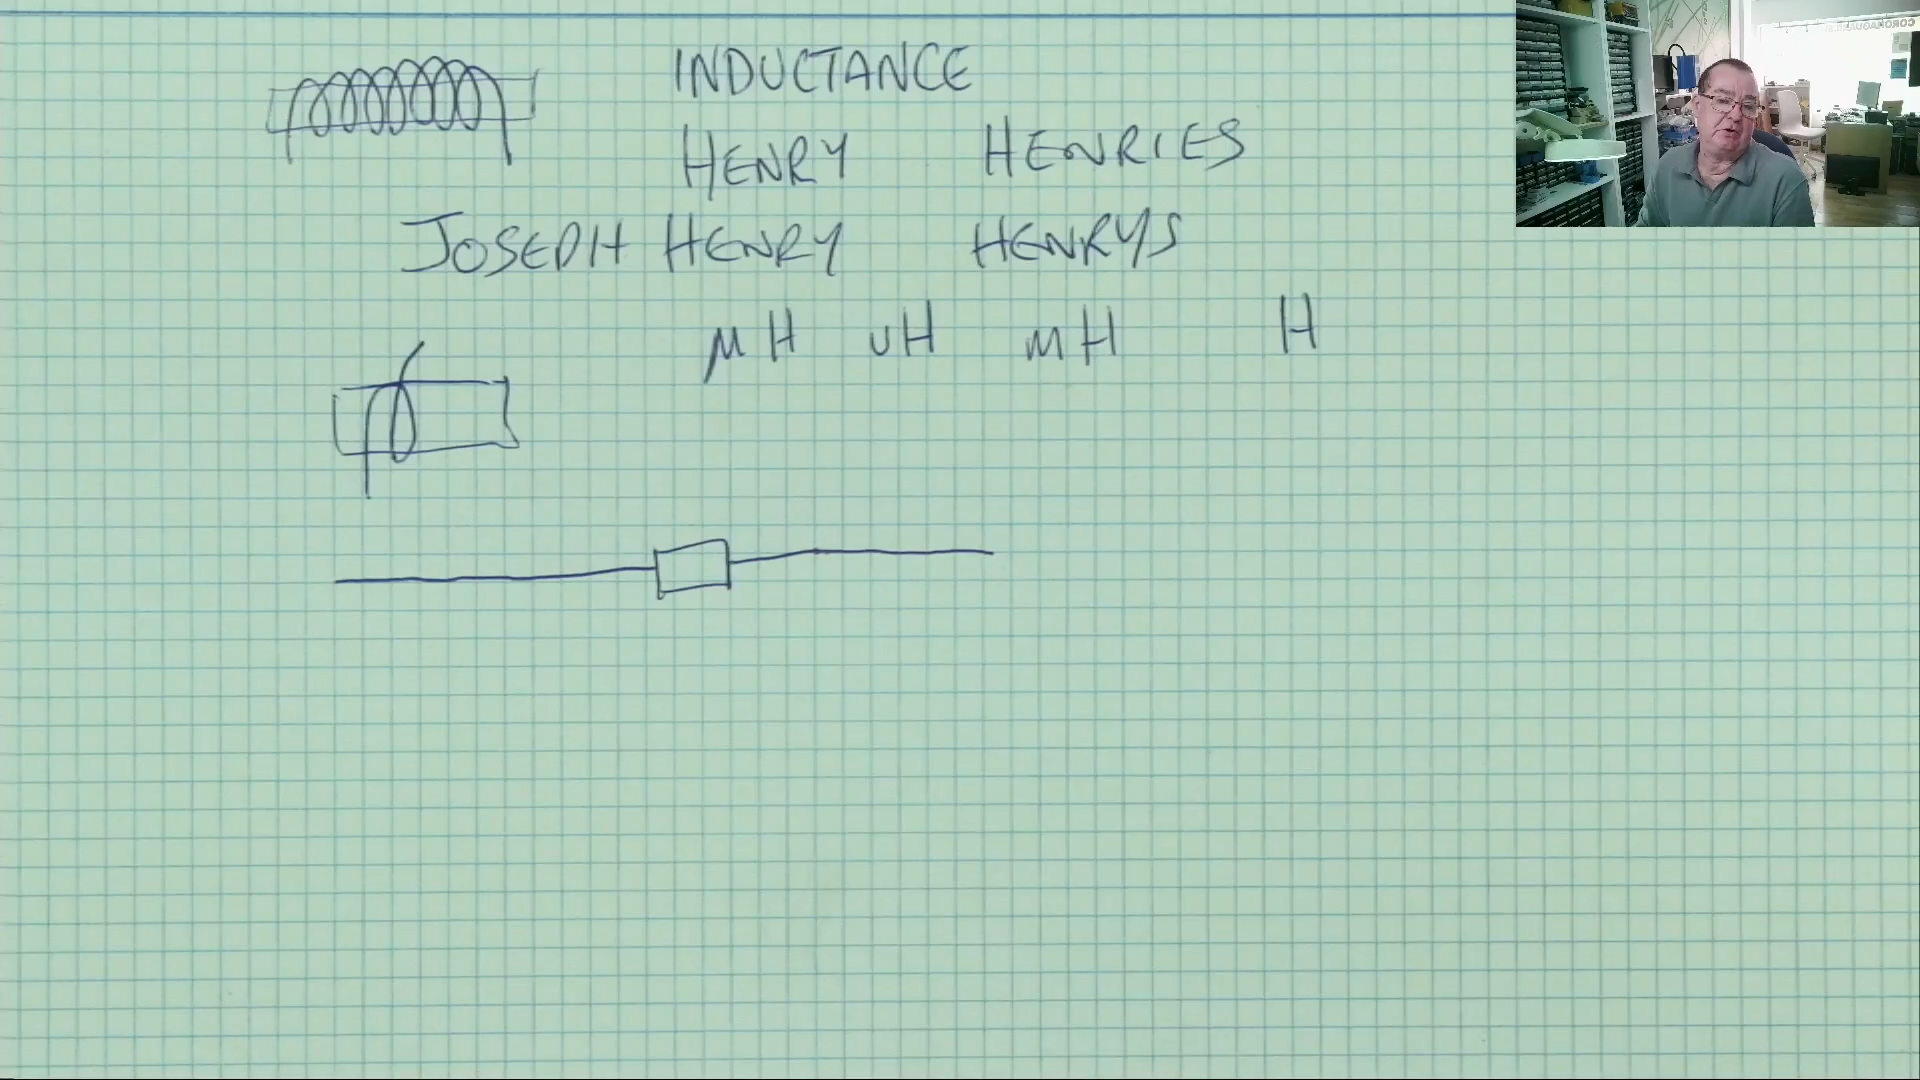 INDUCTANCE
HENRY HENRIES
JOSEPH HENRY HENRYS
μH uH mH H